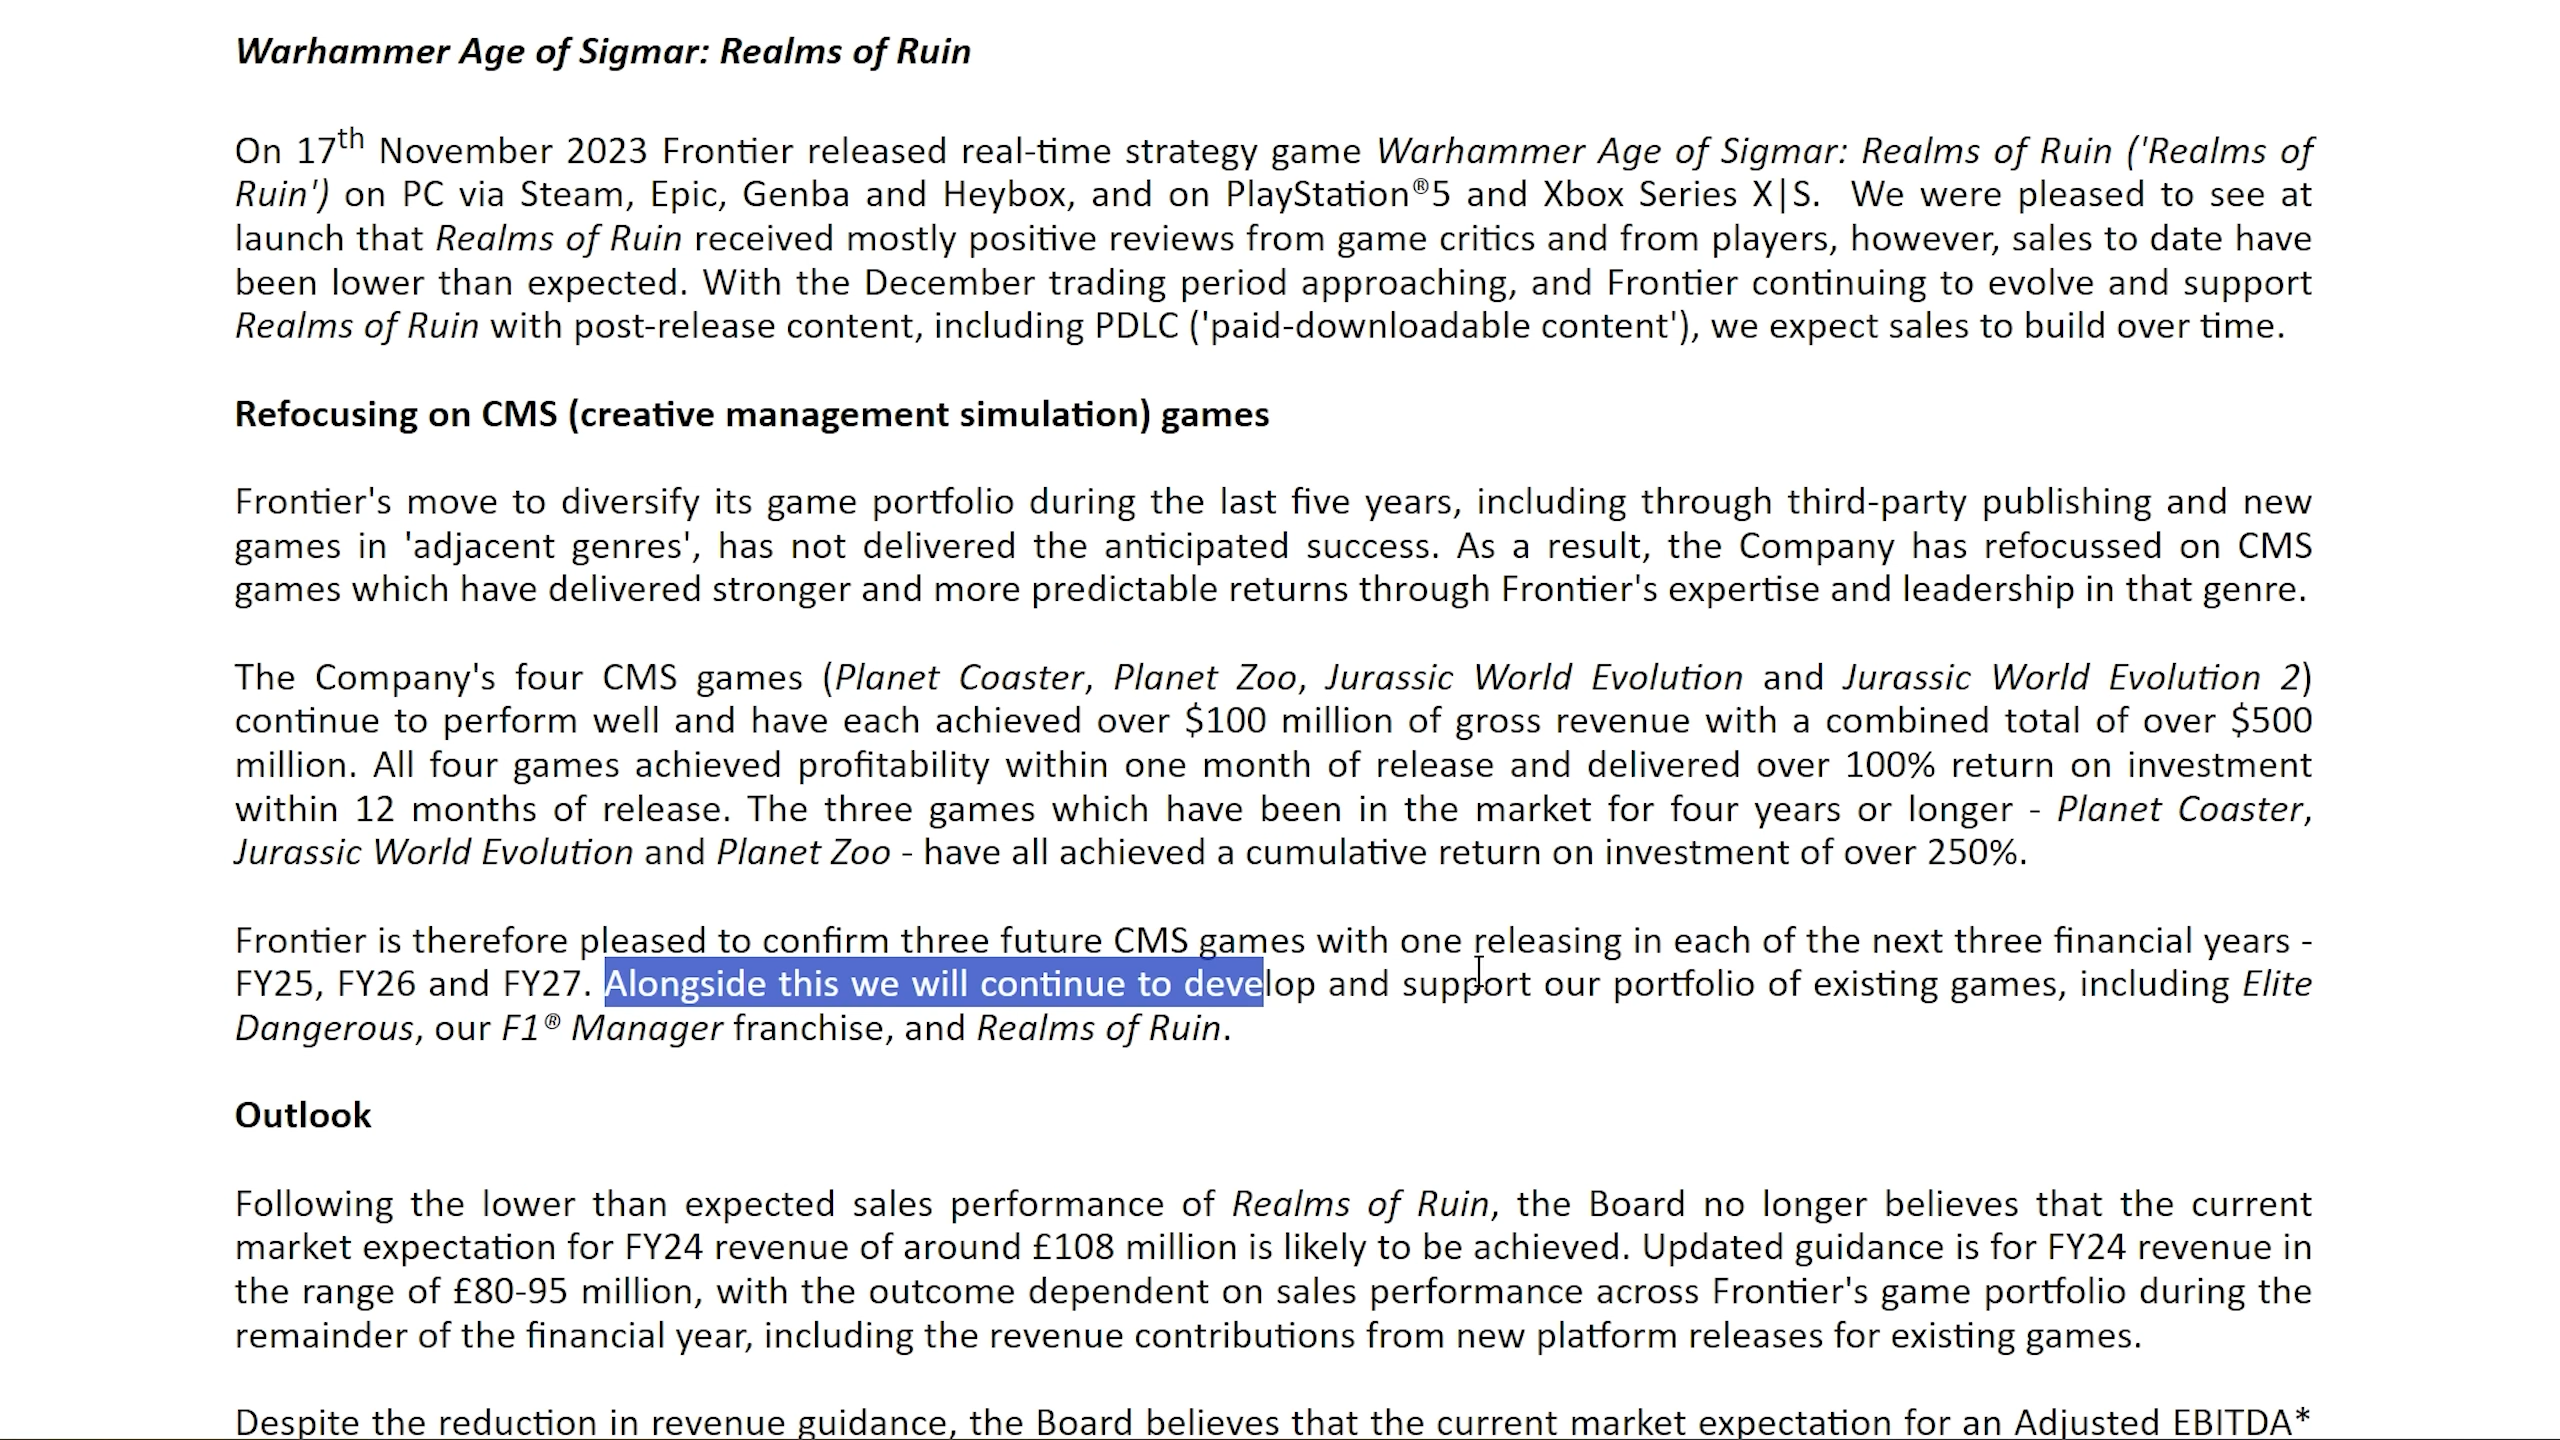 Warhammer Age of Sigmar: Realms of Ruin
On 17th November 2023 Frontier released real-time strategy game Warhammer Age of Sigmar: Realms of Ruin ('Realms of
Ruin') on PC via Steam, Epic, Genba and Heybox, and on PlayStation®5 and Xbox Series X|S.  We were pleased to see at
launch that Realms of Ruin received mostly positive reviews from game critics and from players, however, sales to date have
been lower than expected. With the December trading period approaching, and Frontier continuing to evolve and support
Realms of Ruin with post-release content, including PDLC ('paid-downloadable content'), we expect sales to build over time.
Refocusing on CMS (creative management simulation) games
Frontier's move to diversify its game portfolio during the last five years, including through third-party publishing and new
games in 'adjacent genres', has not delivered the anticipated success. As a result, the Company has refocussed on CMS
games which have delivered stronger and more predictable returns through Frontier's expertise and leadership in that genre.
The Company's four CMS games (Planet Coaster, Planet Zoo, Jurassic World Evolution and Jurassic World Evolution 2)
continue to perform well and have each achieved over $100 million of gross revenue with a combined total of over $500
million. All four games achieved profitability within one month of release and delivered over 100% return on investment
within 12 months of release. The three games which have been in the market for four years or longer - Planet Coaster,
Jurassic World Evolution and Planet Zoo - have all achieved a cumulative return on investment of over 250%.
Frontier is therefore pleased to confirm three future CMS games with one releasing in each of the next three financial years -
FY25, FY26 and FY27. Alongside this we will continue to develop and support our portfolio of existing games, including Elite
Dangerous, our F1® Manager franchise, and Realms of Ruin.
Outlook
Following the lower than expected sales performance of Realms of Ruin, the Board no longer believes that the current
market expectation for FY24 revenue of around £108 million is likely to be achieved. Updated guidance is for FY24 revenue in
the range of £80-95 million, with the outcome dependent on sales performance across Frontier's game portfolio during the
remainder of the financial year, including the revenue contributions from new platform releases for existing games.
Despite the reduction in revenue guidance, the Board believes that the current market expectation for an Adjusted EBITDA*